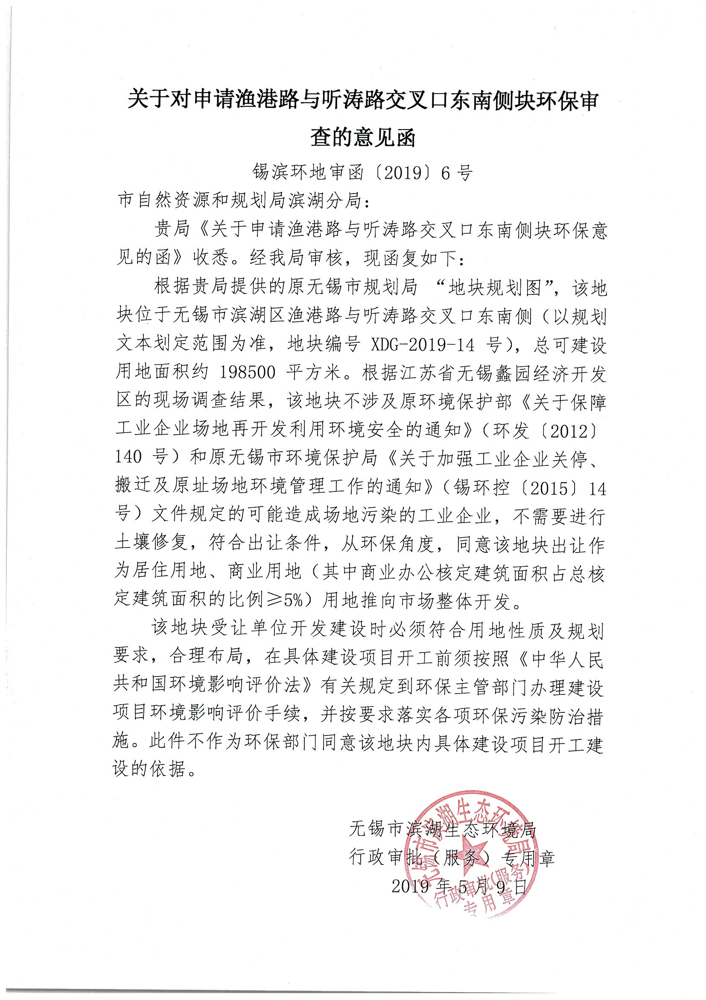 关于对申请渔港路与听涛路交叉口东南侧块环保审
查的意见函
锡滨环地审函〔2019〕6号
市自然资源和规划局滨湖分局：
贵局《关于申请渔港路与听涛路交叉口东南侧块环保意
见的函》收悉。经我局审核，现函复如下：
根据贵局提供的原无锡市规划局 “地块规划图”，该地
块位于无锡市滨湖区渔港路与听涛路交叉口东南侧（以规划
文本划定范围为准，地块编号 XDG-2019-14 号），总可建设
用地面积约 198500 平方米。根据江苏省无锡蠡园经济开发
区的现场调查结果，该地块不涉及原环境保护部《关于保障
工业企业场地再开发利用环境安全的通知》（环发〔2012〕
140 号）和原无锡市环境保护局《关于加强工业企业关停、
搬迁及原址场地环境管理工作的通知》（锡环控〔2015〕14
号）文件规定的可能造成场地污染的工业企业，不需要进行
土壤修复，符合出让条件，从环保角度，同意该地块出让作
为居住用地、商业用地（其中商业办公核定建筑面积占总核
定建筑面积的比例≥5%）用地推向市场整体开发。
该地块受让单位开发建设时必须符合用地性质及规划
要求，合理布局，在具体建设项目开工前须按照《中华人民
共和国环境影响评价法》有关规定到环保主管部门办理建设
项目环境影响评价手续，并按要求落实各项环保污染防治措
施。此件不作为环保部门同意该地块内具体建设项目开工建
设的依据。
无锡市滨湖生态环境局
行政审批（服务）专用章
2019 年 5 月 9 日
无锡市滨湖生态环境局
行政审批(服务)
专用章